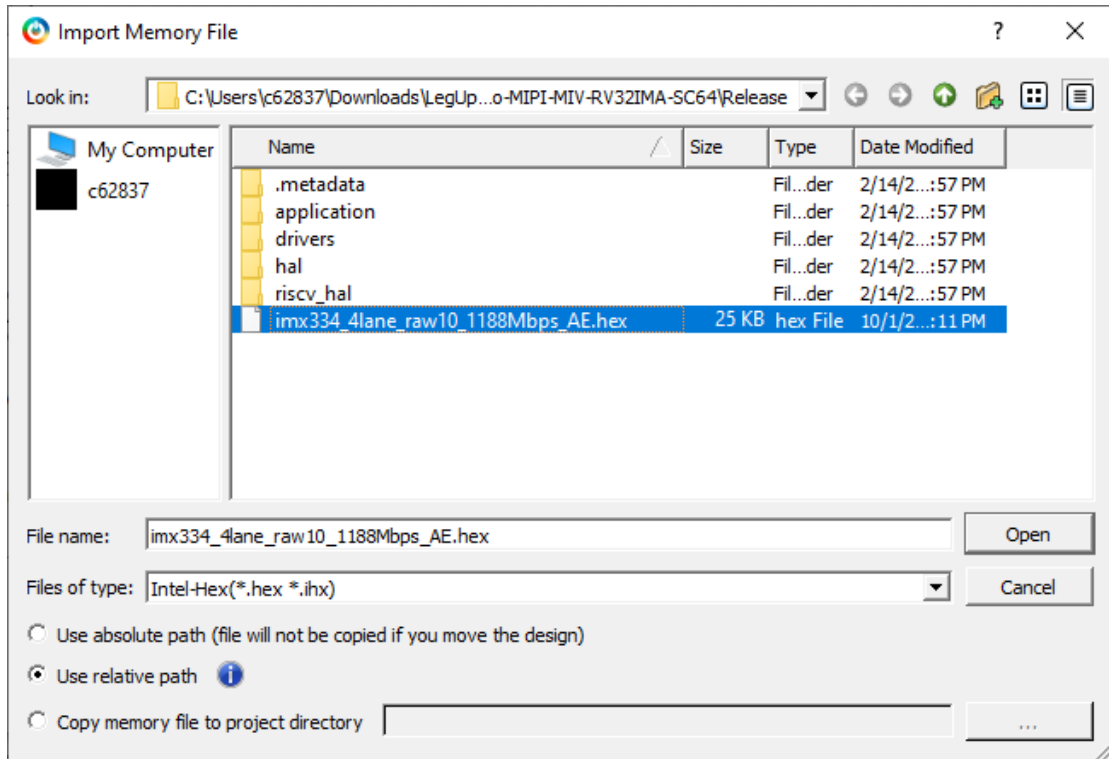 Import Memory File ?
Look in: C:\Users\c62837\Downloads\LegUp...o-MIPI-MIV-RV32IMA-SC64\Release
My Computer
c62837
Name Size Type Date Modified
.metadata Fil...der 2/14/2...:57 PM
application Fil...der 2/14/2...:57 PM
drivers Fil...der 2/14/2...:57 PM
hal Fil...der 2/14/2...:57 PM
riscv_hal Fil...der 2/14/2...:57 PM
imx334_4lane_raw10_1188Mbps_AE.hex 25 KB hex File 10/1/2...:11 PM
File name: imx334_4lane_raw10_1188Mbps_AE.hex Open
Files of type: Intel-Hex(*.hex *.ihx) Cancel
Use absolute path (file will not be copied if you move the design)
Use relative path i
Copy memory file to project directory ...